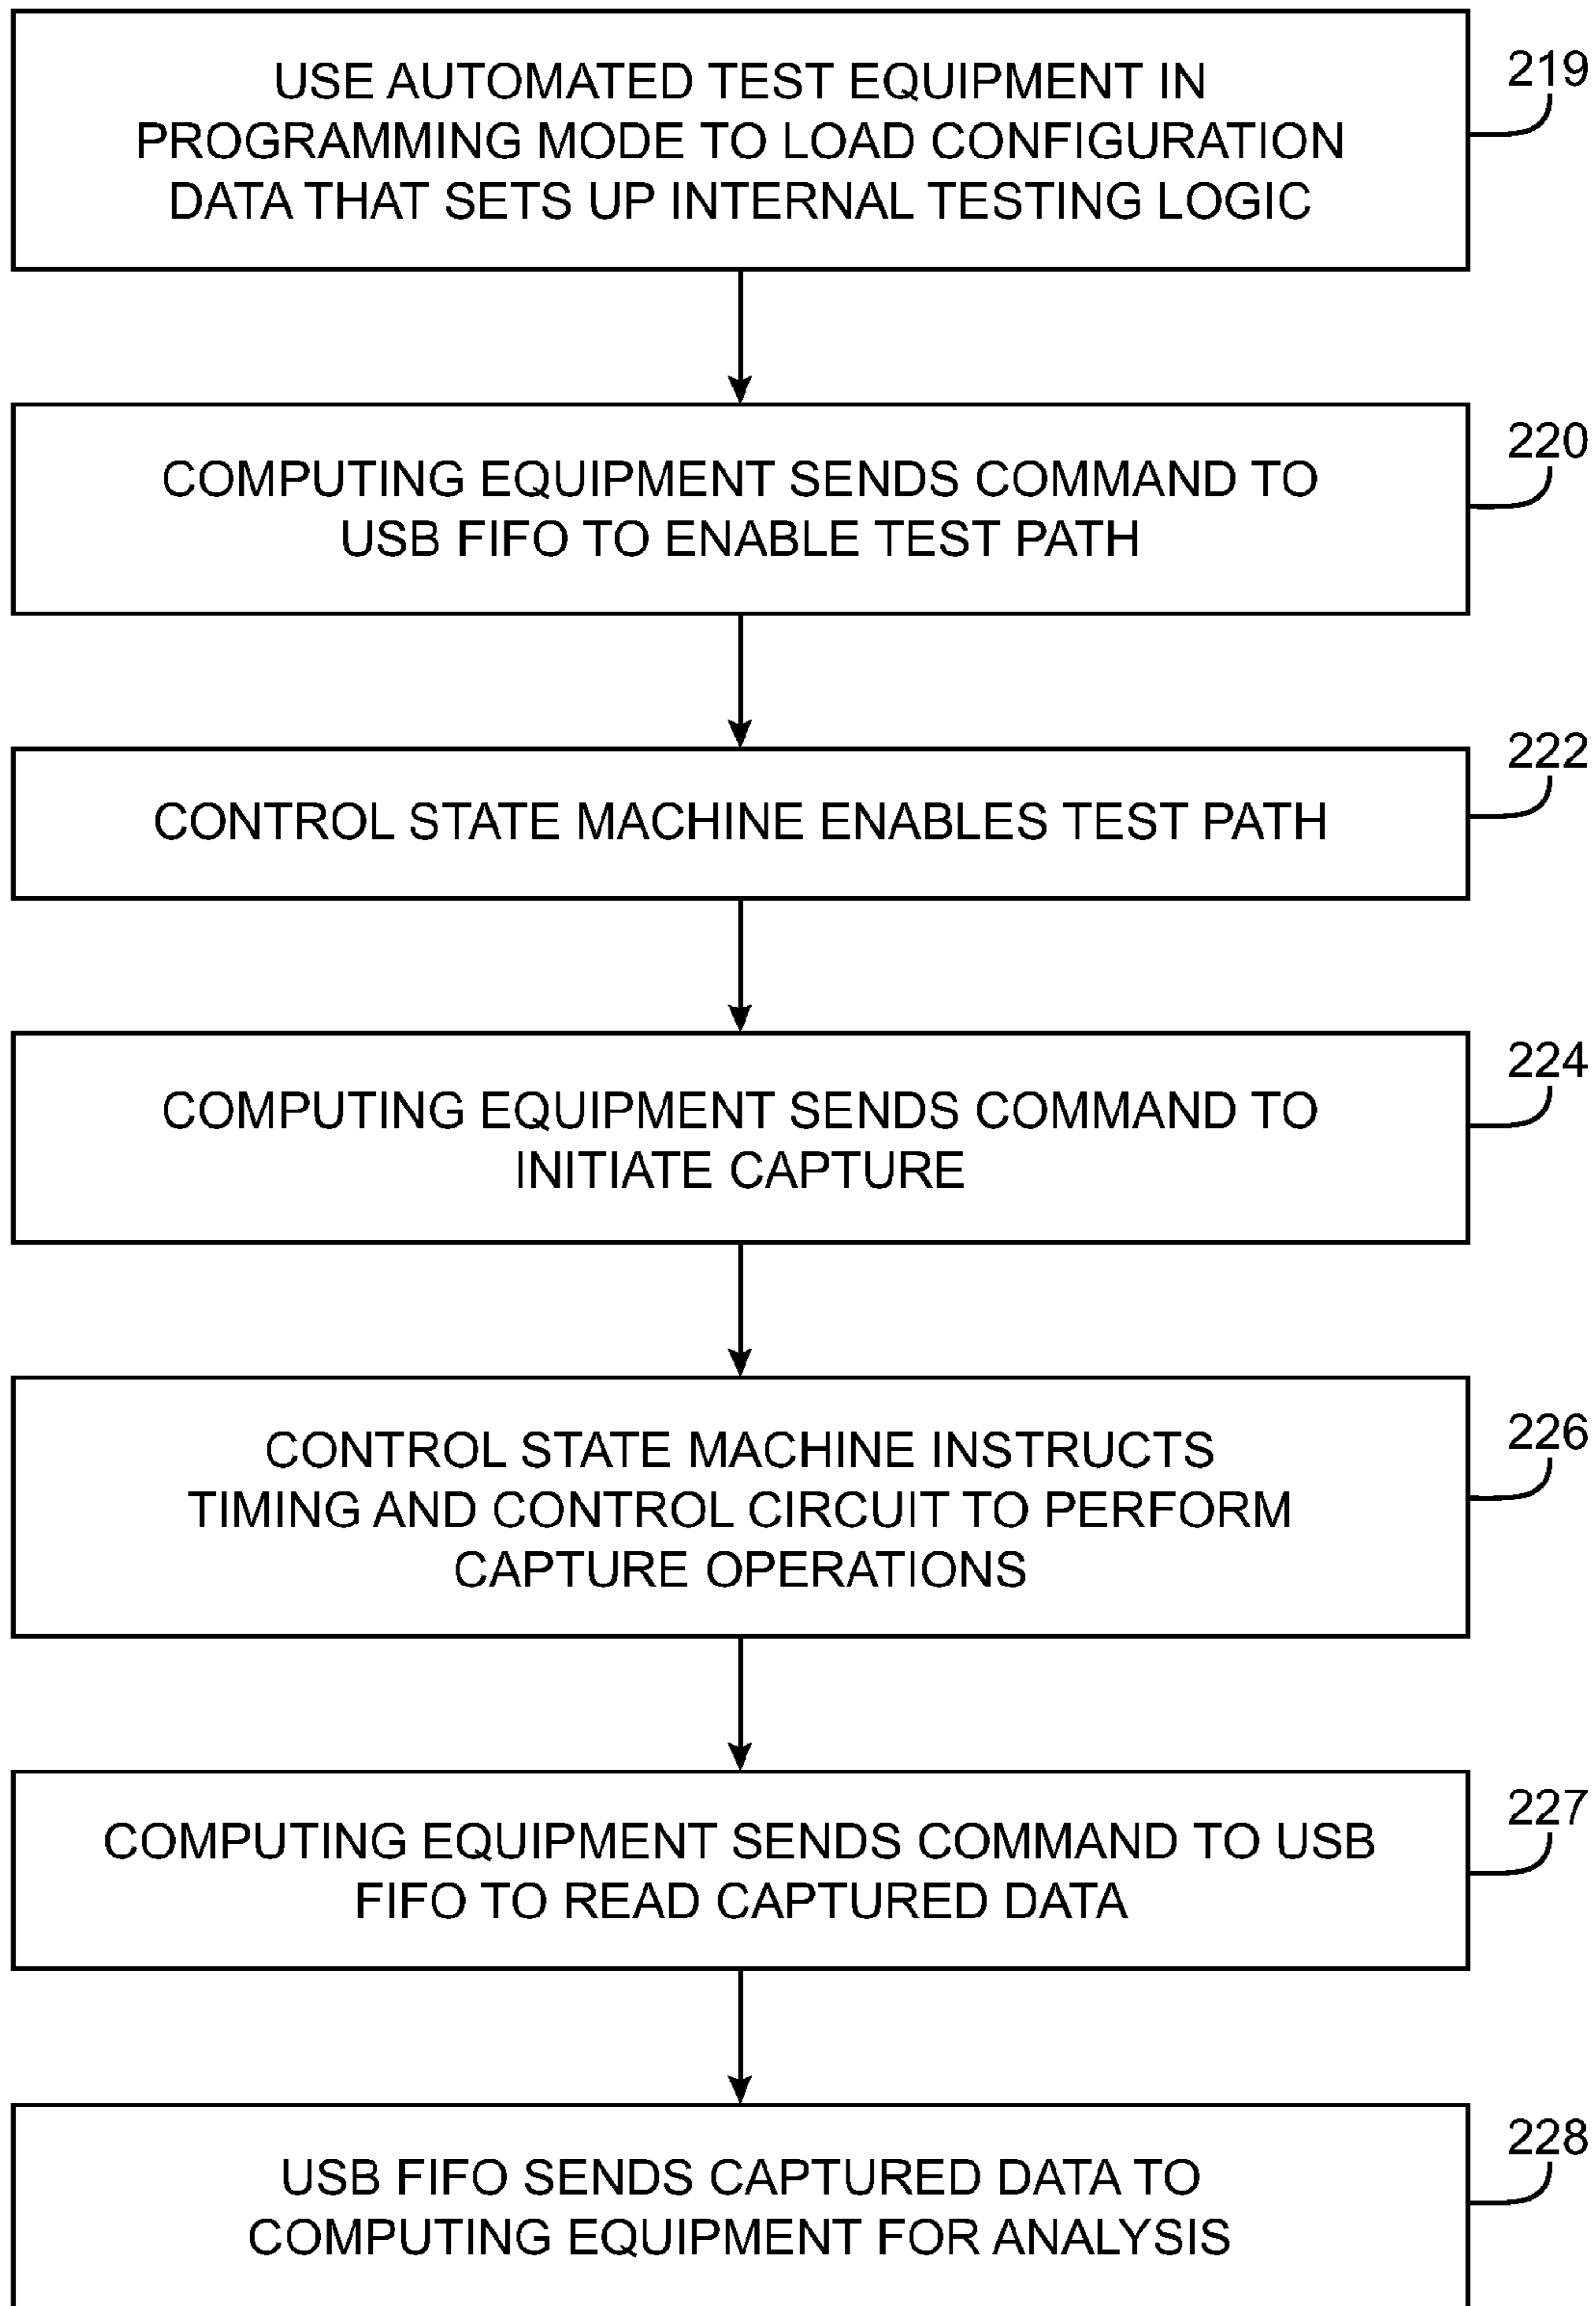 USE AUTOMATED TEST EQUIPMENT IN
PROGRAMMING MODE TO LOAD CONFIGURATION
DATA THAT SETS UP INTERNAL TESTING LOGIC
219
COMPUTING EQUIPMENT SENDS COMMAND TO
USB FIFO TO ENABLE TEST PATH
220
CONTROL STATE MACHINE ENABLES TEST PATH
222
COMPUTING EQUIPMENT SENDS COMMAND TO
INITIATE CAPTURE
224
CONTROL STATE MACHINE INSTRUCTS
TIMING AND CONTROL CIRCUIT TO PERFORM
CAPTURE OPERATIONS
226
COMPUTING EQUIPMENT SENDS COMMAND TO USB
FIFO TO READ CAPTURED DATA
227
USB FIFO SENDS CAPTURED DATA TO
COMPUTING EQUIPMENT FOR ANALYSIS
228